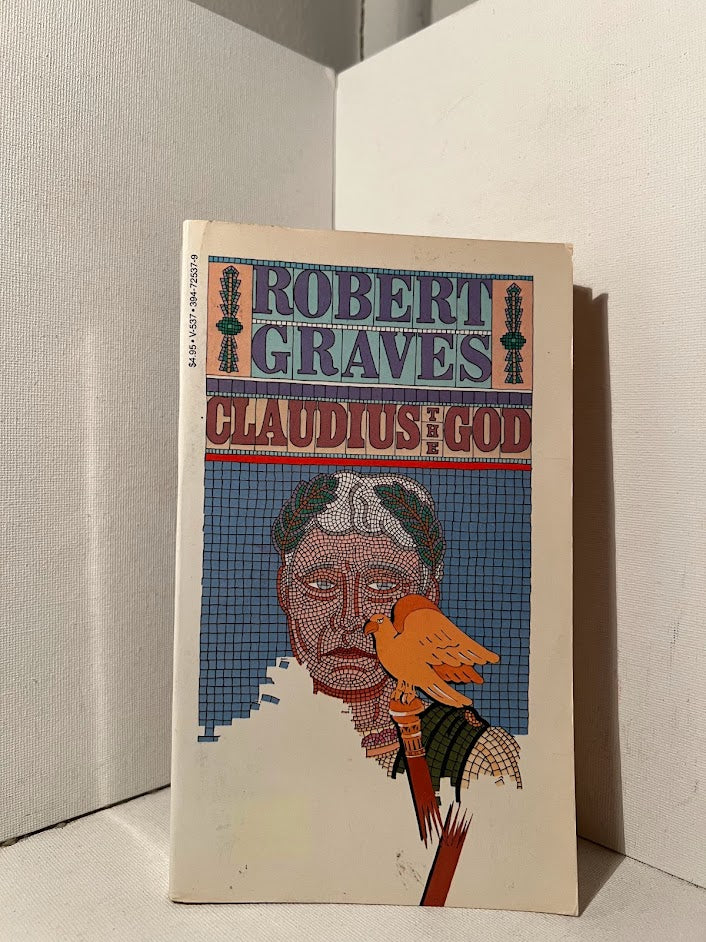 $4.95 • V-537 • 394-72537-9
ROBERT
GRAVES
CLAUDIUS THE GOD